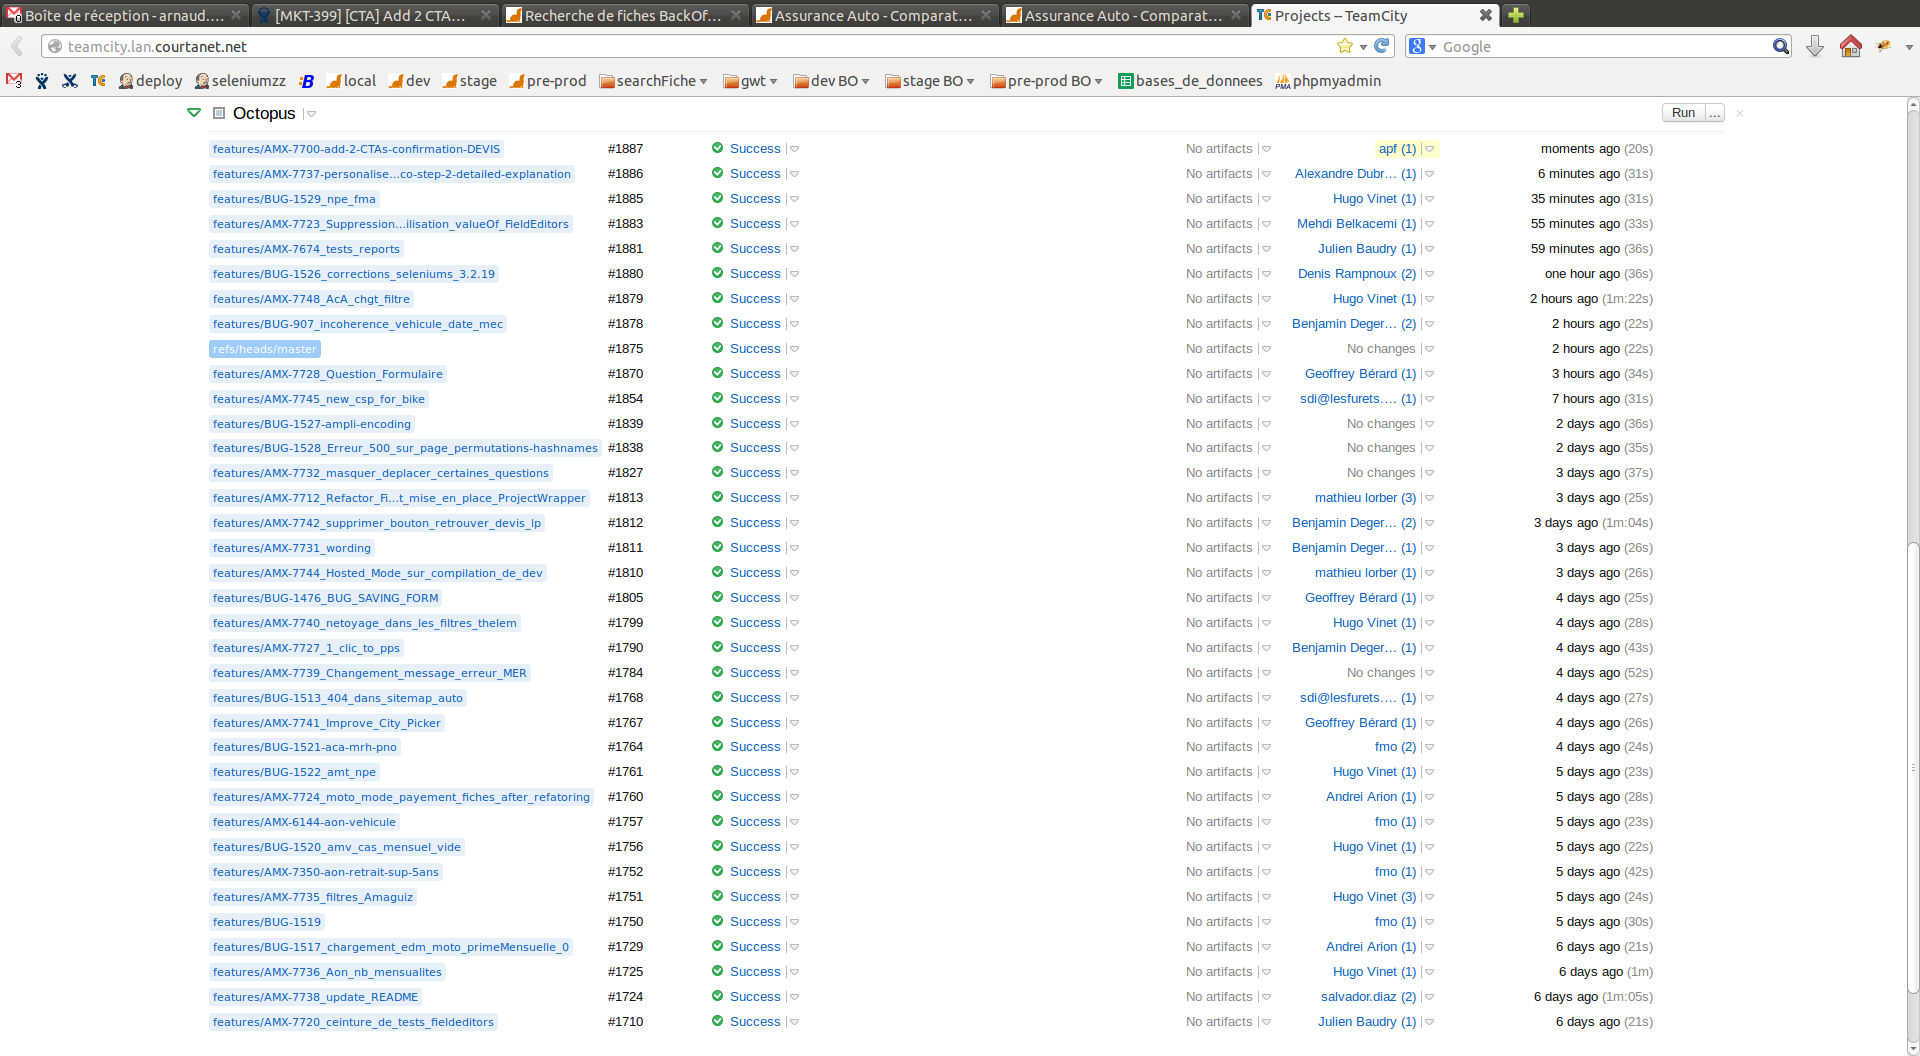 Boîte de réception - arnaud.... [MKT-399] [CTA] Add 2 CTA... Recherche de fiches BackOf... Assurance Auto - Comparat... Assurance Auto - Comparat... TC Projects -- TeamCity
teamcity.lan.courtanet.net Google
TC deploy seleniumzz :B local dev stage pre-prod searchFiche gwt dev BO stage BO pre-prod BO bases_de_donnees PMA phpmyadmin
Octopus Run ...
features/AMX-7700-add-2-CTAs-confirmation-DEVIS #1887 Success No artifacts apf (1) moments ago (20s)
features/AMX-7737-personalise...co-step-2-detailed-explanation #1886 Success No artifacts Alexandre Dubr... (1) 6 minutes ago (31s)
features/BUG-1529_npe_fma #1885 Success No artifacts Hugo Vinet (1) 35 minutes ago (31s)
features/AMX-7723_Suppression...ilisation_valueOf_FieldEditors #1883 Success No artifacts Mehdi Belkacemi (1) 55 minutes ago (33s)
features/AMX-7674_tests_reports #1881 Success No artifacts Julien Baudry (1) 59 minutes ago (36s)
features/BUG-1526_corrections_seleniums_3.2.19 #1880 Success No artifacts Denis Rampnoux (2) one hour ago (36s)
features/AMX-7748_AcA_chgt_filtre #1879 Success No artifacts Hugo Vinet (1) 2 hours ago (1m:22s)
features/BUG-907_incoherence_vehicule_date_mec #1878 Success No artifacts Benjamin Deger... (2) 2 hours ago (22s)
refs/heads/master #1875 Success No artifacts No changes 2 hours ago (22s)
features/AMX-7728_Question_Formulaire #1870 Success No artifacts Geoffrey Bérard (1) 3 hours ago (34s)
features/AMX-7745_new_csp_for_bike #1854 Success No artifacts sdi@lesfurets.... (1) 7 hours ago (31s)
features/BUG-1527-ampli-encoding #1839 Success No artifacts No changes 2 days ago (36s)
features/BUG-1528_Erreur_500_sur_page_permutations-hashnames #1838 Success No artifacts No changes 2 days ago (35s)
features/AMX-7732_masquer_deplacer_certaines_questions #1827 Success No artifacts No changes 3 days ago (37s)
features/AMX-7712_Refactor_Fi...t_mise_en_place_ProjectWrapper #1813 Success No artifacts mathieu lorber (3) 3 days ago (25s)
features/AMX-7742_supprimer_bouton_retrouver_devis_lp #1812 Success No artifacts Benjamin Deger... (2) 3 days ago (1m:04s)
features/AMX-7731_wording #1811 Success No artifacts Benjamin Deger... (1) 3 days ago (26s)
features/AMX-7744_Hosted_Mode_sur_compilation_de_dev #1810 Success No artifacts mathieu lorber (1) 3 days ago (26s)
features/BUG-1476_BUG_SAVING_FORM #1805 Success No artifacts Geoffrey Bérard (1) 4 days ago (25s)
features/AMX-7740_netoyage_dans_les_filtres_thelem #1799 Success No artifacts Hugo Vinet (1) 4 days ago (28s)
features/AMX-7727_1_clic_to_pps #1790 Success No artifacts Benjamin Deger... (1) 4 days ago (43s)
features/AMX-7739_Changement_message_erreur_MER #1784 Success No artifacts No changes 4 days ago (52s)
features/BUG-1513_404_dans_sitemap_auto #1768 Success No artifacts sdi@lesfurets.... (1) 4 days ago (27s)
features/AMX-7741_Improve_City_Picker #1767 Success No artifacts Geoffrey Bérard (1) 4 days ago (26s)
features/BUG-1521-aca-mrh-pno #1764 Success No artifacts fmo (2) 4 days ago (24s)
features/BUG-1522_amt_npe #1761 Success No artifacts Hugo Vinet (1) 5 days ago (23s)
features/AMX-7724_moto_mode_payement_fiches_after_refatoring #1760 Success No artifacts Andrei Arion (1) 5 days ago (28s)
features/AMX-6144-aon-vehicule #1757 Success No artifacts fmo (1) 5 days ago (23s)
features/BUG-1520_amv_cas_mensuel_vide #1756 Success No artifacts Hugo Vinet (1) 5 days ago (22s)
features/AMX-7350-aon-retrait-sup-5ans #1752 Success No artifacts fmo (1) 5 days ago (42s)
features/AMX-7735_filtres_Amaguiz #1751 Success No artifacts Hugo Vinet (3) 5 days ago (24s)
features/BUG-1519 #1750 Success No artifacts fmo (1) 5 days ago (30s)
features/BUG-1517_chargement_edm_moto_primeMensuelle_0 #1729 Success No artifacts Andrei Arion (1) 6 days ago (21s)
features/AMX-7736_Aon_nb_mensualites #1725 Success No artifacts Hugo Vinet (1) 6 days ago (1m)
features/AMX-7738_update_README #1724 Success No artifacts salvador.diaz (2) 6 days ago (1m:05s)
features/AMX-7720_ceinture_de_tests_fieldeditors #1710 Success No artifacts Julien Baudry (1) 6 days ago (21s)